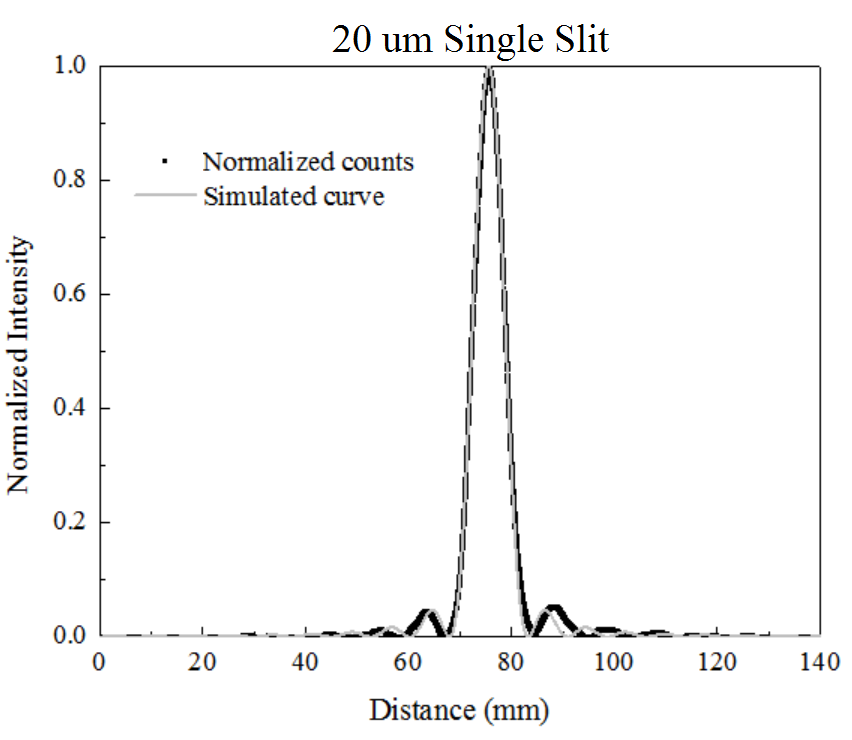 20 um Single Slit
1.0
0.8
0.6
0.4
0.2
0.0
Normalized counts
Simulated curve
Normalized Intensity
0 20 40 60 80 100 120 140
Distance (mm)